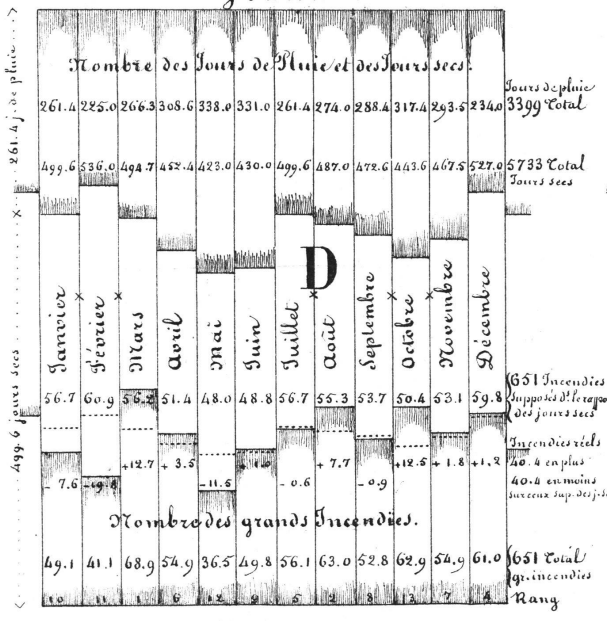 Nombre des Jours de Pluie et des Jours secs.
Jours de pluie
261.4 225.0 266.3 308.6 338.0 331.0 261.4 274.0 288.4 317.4 293.5 234.0 3399 Total
499.6 536.0 494.7 452.4 423.0 430.0 499.6 487.0 472.6 443.6 467.5 527.0 5733 Total
Jours secs
261.4 j. de pluie
499.6 jours secs
D
Janvier Février Mars Avril Mai Juin Juillet Août Septembre Octobre Novembre Décembre
651 Incendies
56.7 60.9 56.2 51.4 48.0 48.8 56.7 55.3 53.7 50.4 53.1 59.8
des jours secs
Incendies réels
+12.7 + 3.5 + 7.7 +12.5 + 1.8 +1.2 40.4 en plus
- 7.6 -19.8 -11.5 -0.6 -0.9 40.4 en moins
sur ceux sup. des j. s.
Nombre des grands Incendies.
49.1 41.1 68.9 54.9 36.5 49.8 56.1 63.0 52.8 62.9 54.9 61.0 651 Total
gr. incendies
10 11 1 6 12 9 5 2 8 7 4 Rang